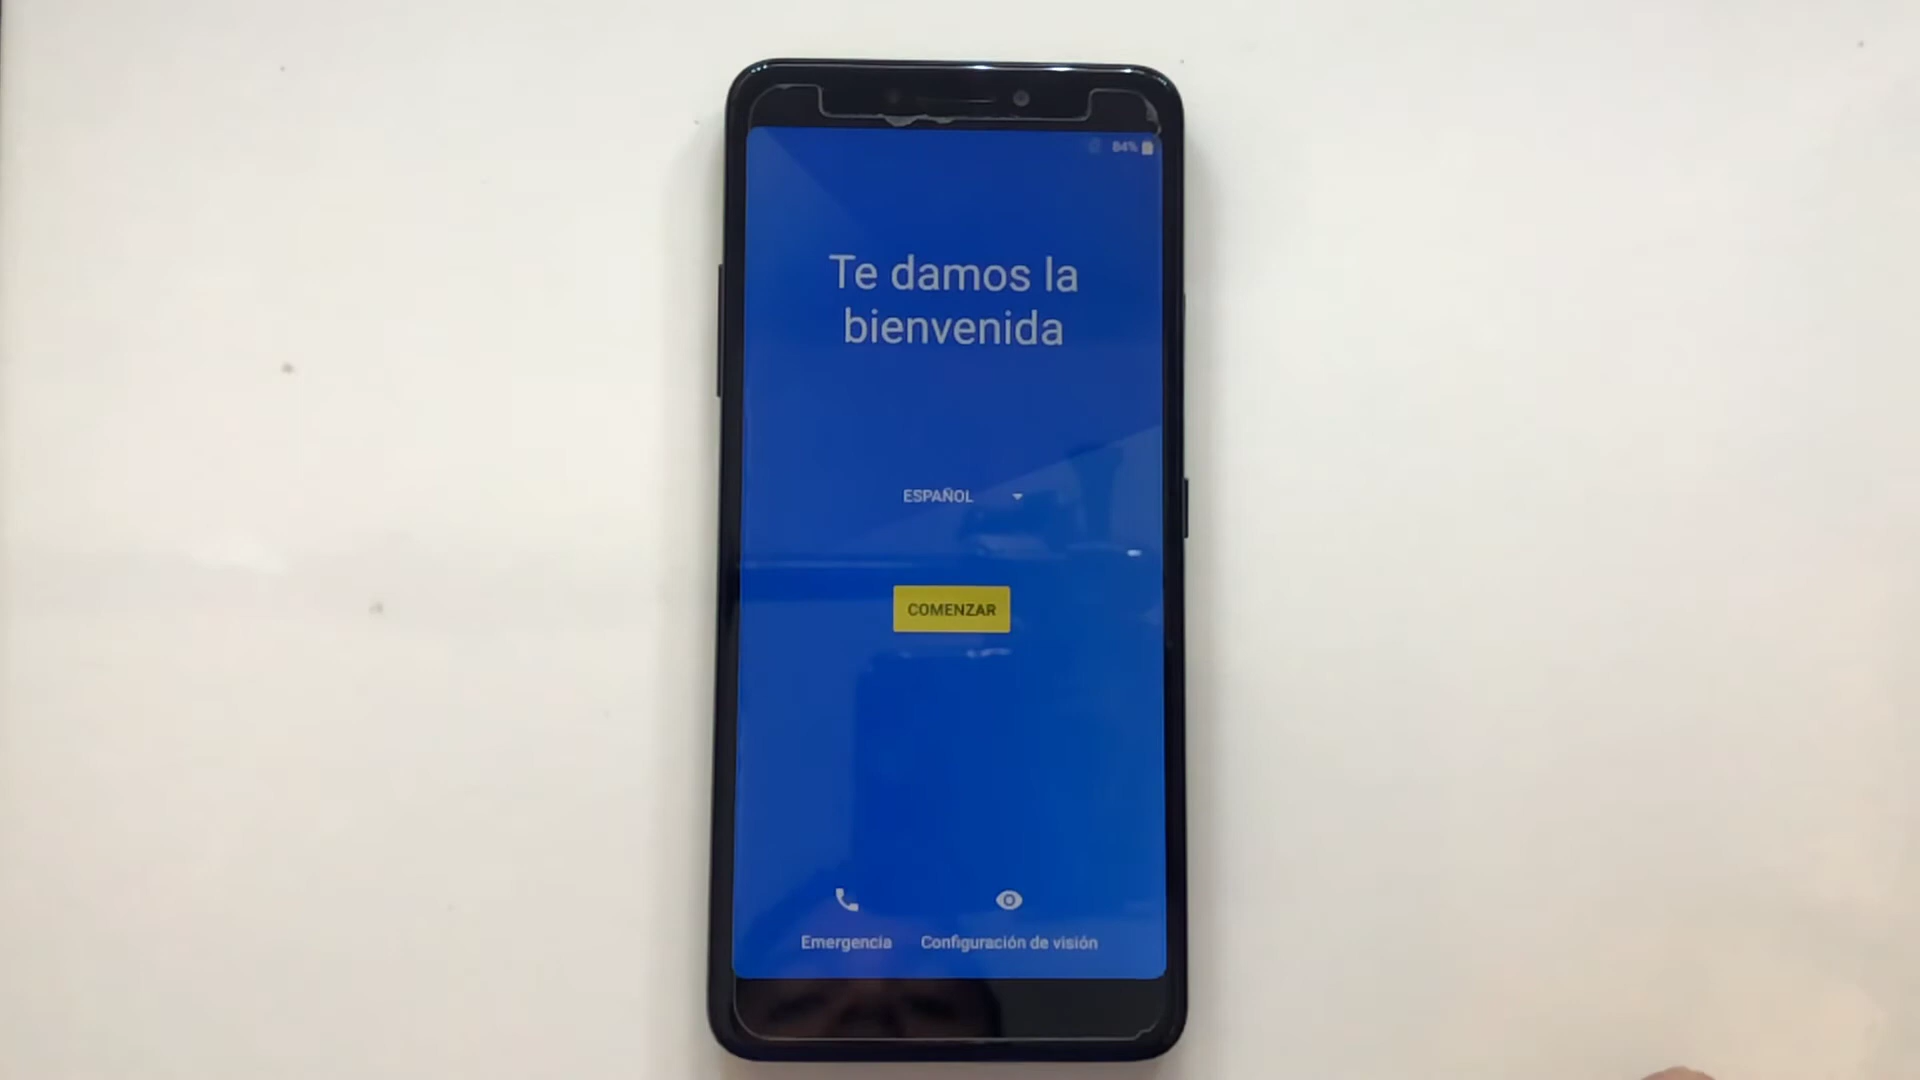 84%
Te damos la
bienvenida
ESPAÑOL
COMENZAR
Emergencia
Configuración de visión